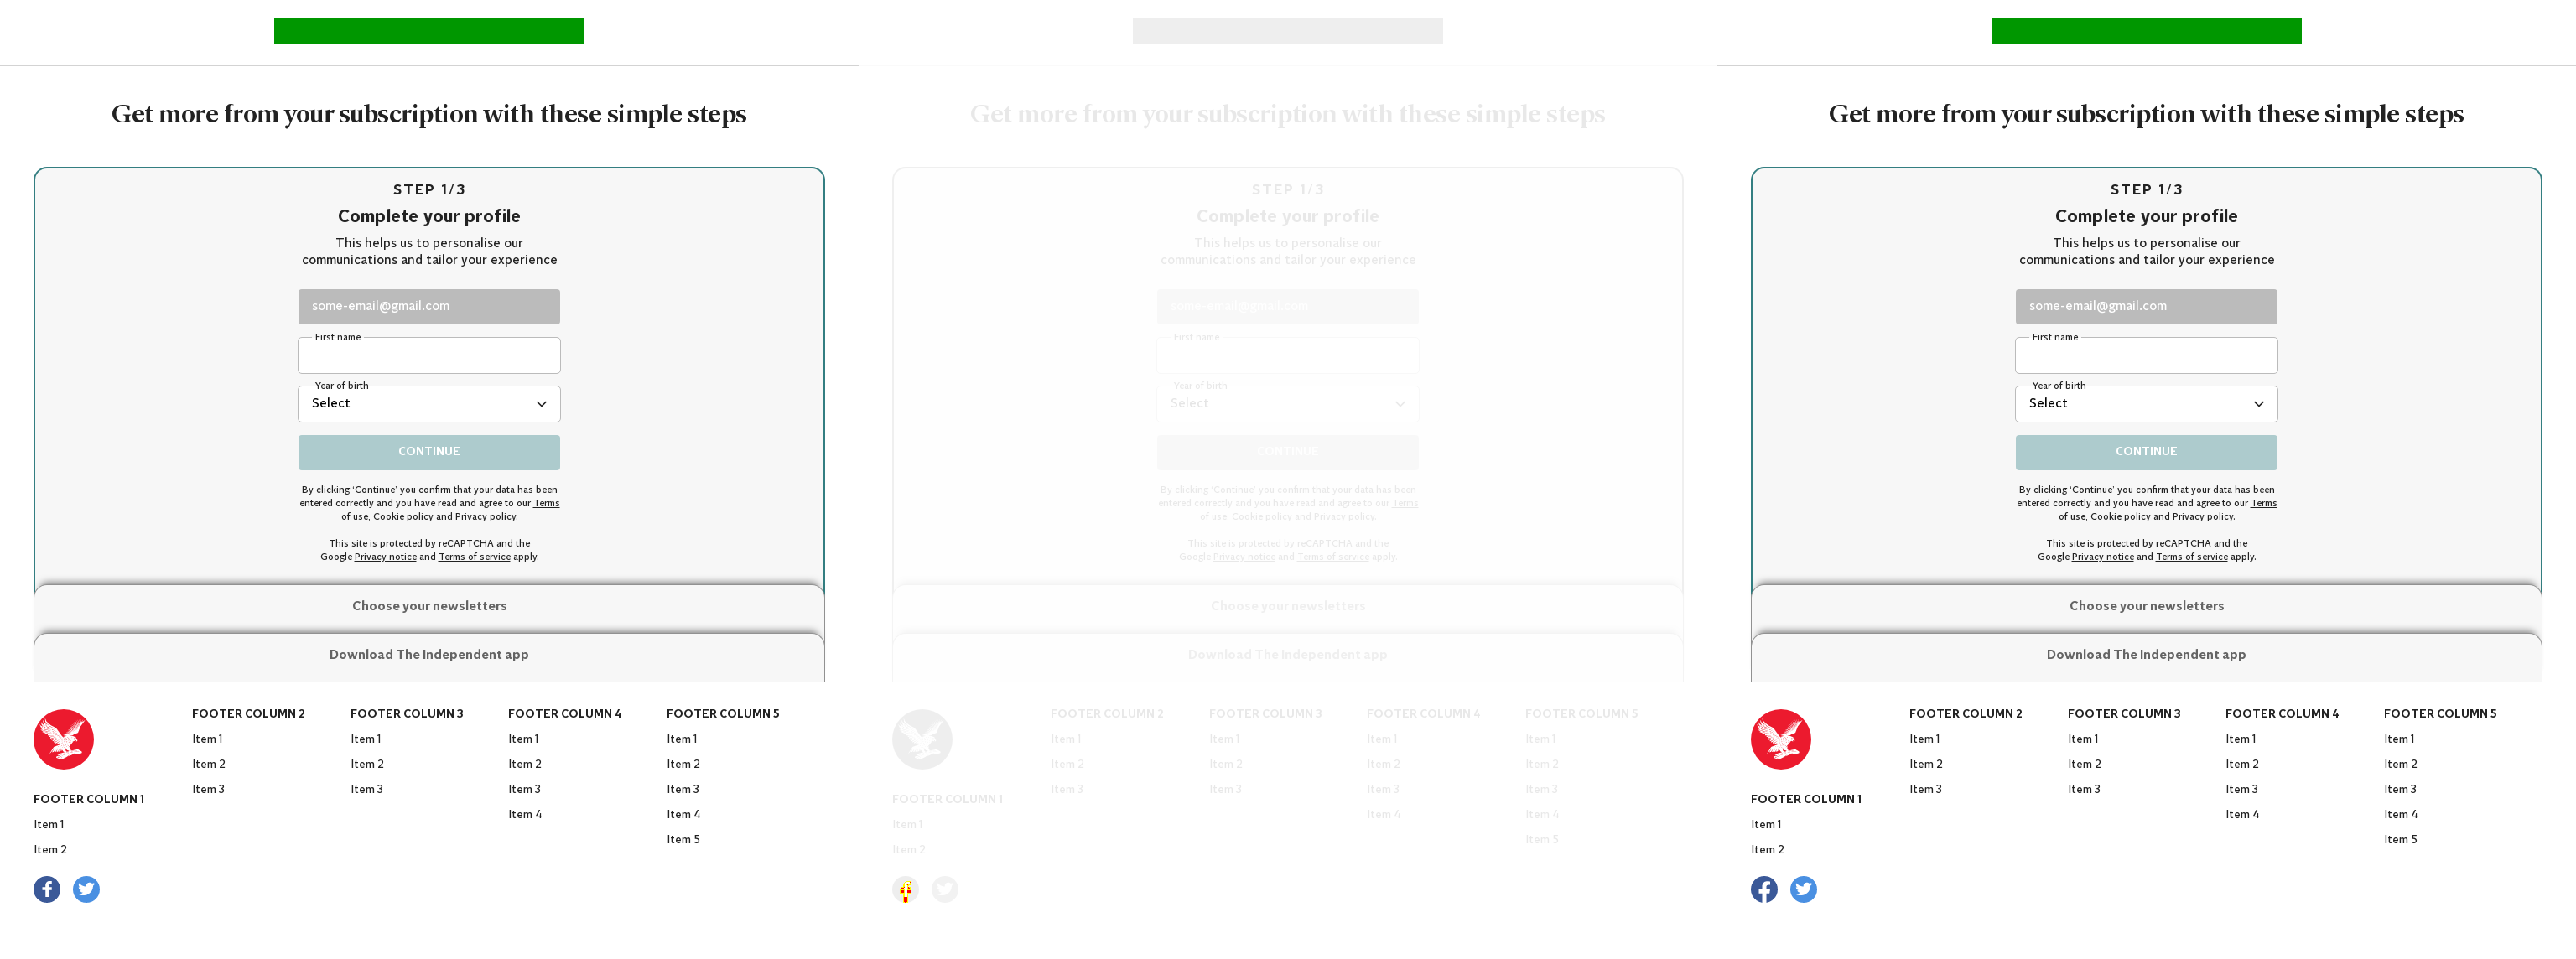 Get more from your subscription with these simple steps
STEP 1/3
Complete your profile
This helps us to personalise our
communications and tailor your experience
some-email@gmail.com
First name
Year of birth
Select
CONTINUE
By clicking ‘Continue’ you confirm that your data has been
entered correctly and you have read and agree to our Terms
of use, Cookie policy and Privacy policy.
This site is protected by reCAPTCHA and the
Google Privacy notice and Terms of service apply.
Choose your newsletters
Download The Independent app
FOOTER COLUMN 1
Item 1
Item 2
FOOTER COLUMN 2
Item 1
Item 2
Item 3
FOOTER COLUMN 3
Item 1
Item 2
Item 3
FOOTER COLUMN 4
Item 1
Item 2
Item 3
Item 4
FOOTER COLUMN 5
Item 1
Item 2
Item 3
Item 4
Item 5
Get more from your subscription with these simple steps
STEP 1/3
Complete your profile
This helps us to personalise our
communications and tailor your experience
some-email@gmail.com
First name
Year of birth
Select
CONTINUE
By clicking ‘Continue’ you confirm that your data has been
entered correctly and you have read and agree to our Terms
of use, Cookie policy and Privacy policy.
This site is protected by reCAPTCHA and the
Google Privacy notice and Terms of service apply.
Choose your newsletters
Download The Independent app
FOOTER COLUMN 1
Item 1
Item 2
FOOTER COLUMN 2
Item 1
Item 2
Item 3
FOOTER COLUMN 3
Item 1
Item 2
Item 3
FOOTER COLUMN 4
Item 1
Item 2
Item 3
Item 4
FOOTER COLUMN 5
Item 1
Item 2
Item 3
Item 4
Item 5
Get more from your subscription with these simple steps
STEP 1/3
Complete your profile
This helps us to personalise our
communications and tailor your experience
some-email@gmail.com
First name
Year of birth
Select
CONTINUE
By clicking ‘Continue’ you confirm that your data has been
entered correctly and you have read and agree to our Terms
of use, Cookie policy and Privacy policy.
This site is protected by reCAPTCHA and the
Google Privacy notice and Terms of service apply.
Choose your newsletters
Download The Independent app
FOOTER COLUMN 1
Item 1
Item 2
FOOTER COLUMN 2
Item 1
Item 2
Item 3
FOOTER COLUMN 3
Item 1
Item 2
Item 3
FOOTER COLUMN 4
Item 1
Item 2
Item 3
Item 4
FOOTER COLUMN 5
Item 1
Item 2
Item 3
Item 4
Item 5